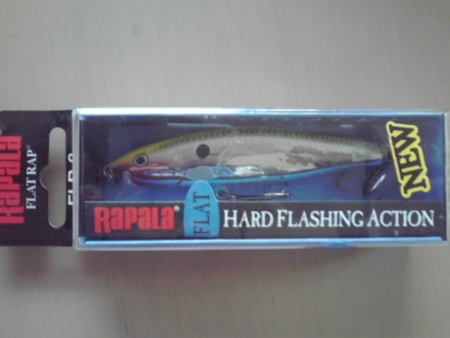 RAPALA
FLAT RAP
NEW
RAPALA
FLAT
HARD FLASHING ACTION